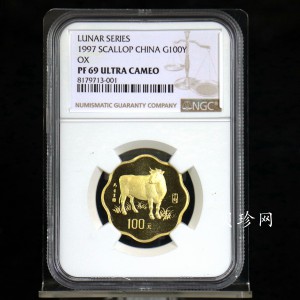 LUNAR SERIES
1997 SCALLOP CHINA G100Y
OX
PF 69 ULTRA CAMEO
8179713-001
NUMISMATIC GUARANTY COMPANY
NGC
100元
珍网